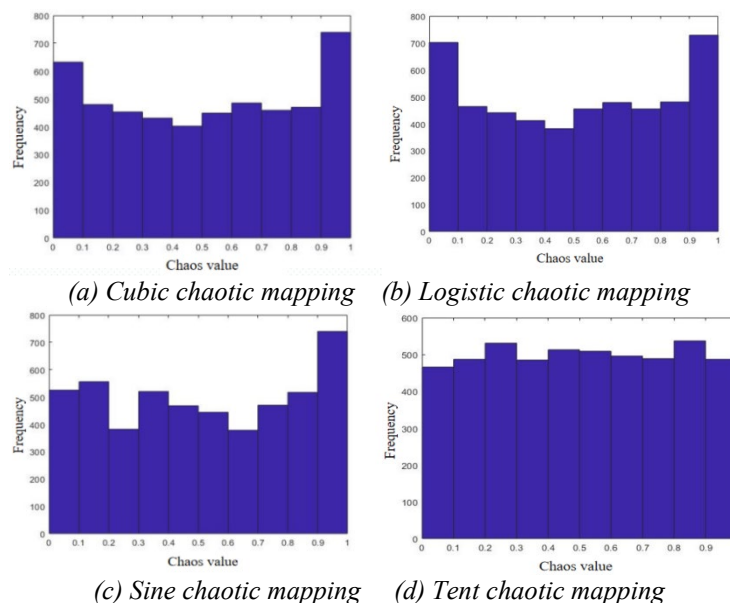 800
700
600
500
400
300
200
100
0
Frequency
0 0.1 0.2 0.3 0.4 0.5 0.6 0.7 0.8 0.9 1
Chaos value
(a) Cubic chaotic mapping
800
700
600
500
400
300
200
100
0
Frequency
0 0.1 0.2 0.3 0.4 0.5 0.6 0.7 0.8 0.9 1
Chaos value
(b) Logistic chaotic mapping
800
700
600
500
400
300
200
100
0
Frequency
0 0.1 0.2 0.3 0.4 0.5 0.6 0.7 0.8 0.9 1
Chaos value
(c) Sine chaotic mapping
600
500
400
300
200
100
0
Frequency
0 0.1 0.2 0.3 0.4 0.5 0.6 0.7 0.8 0.9
Chaos value
(d) Tent chaotic mapping